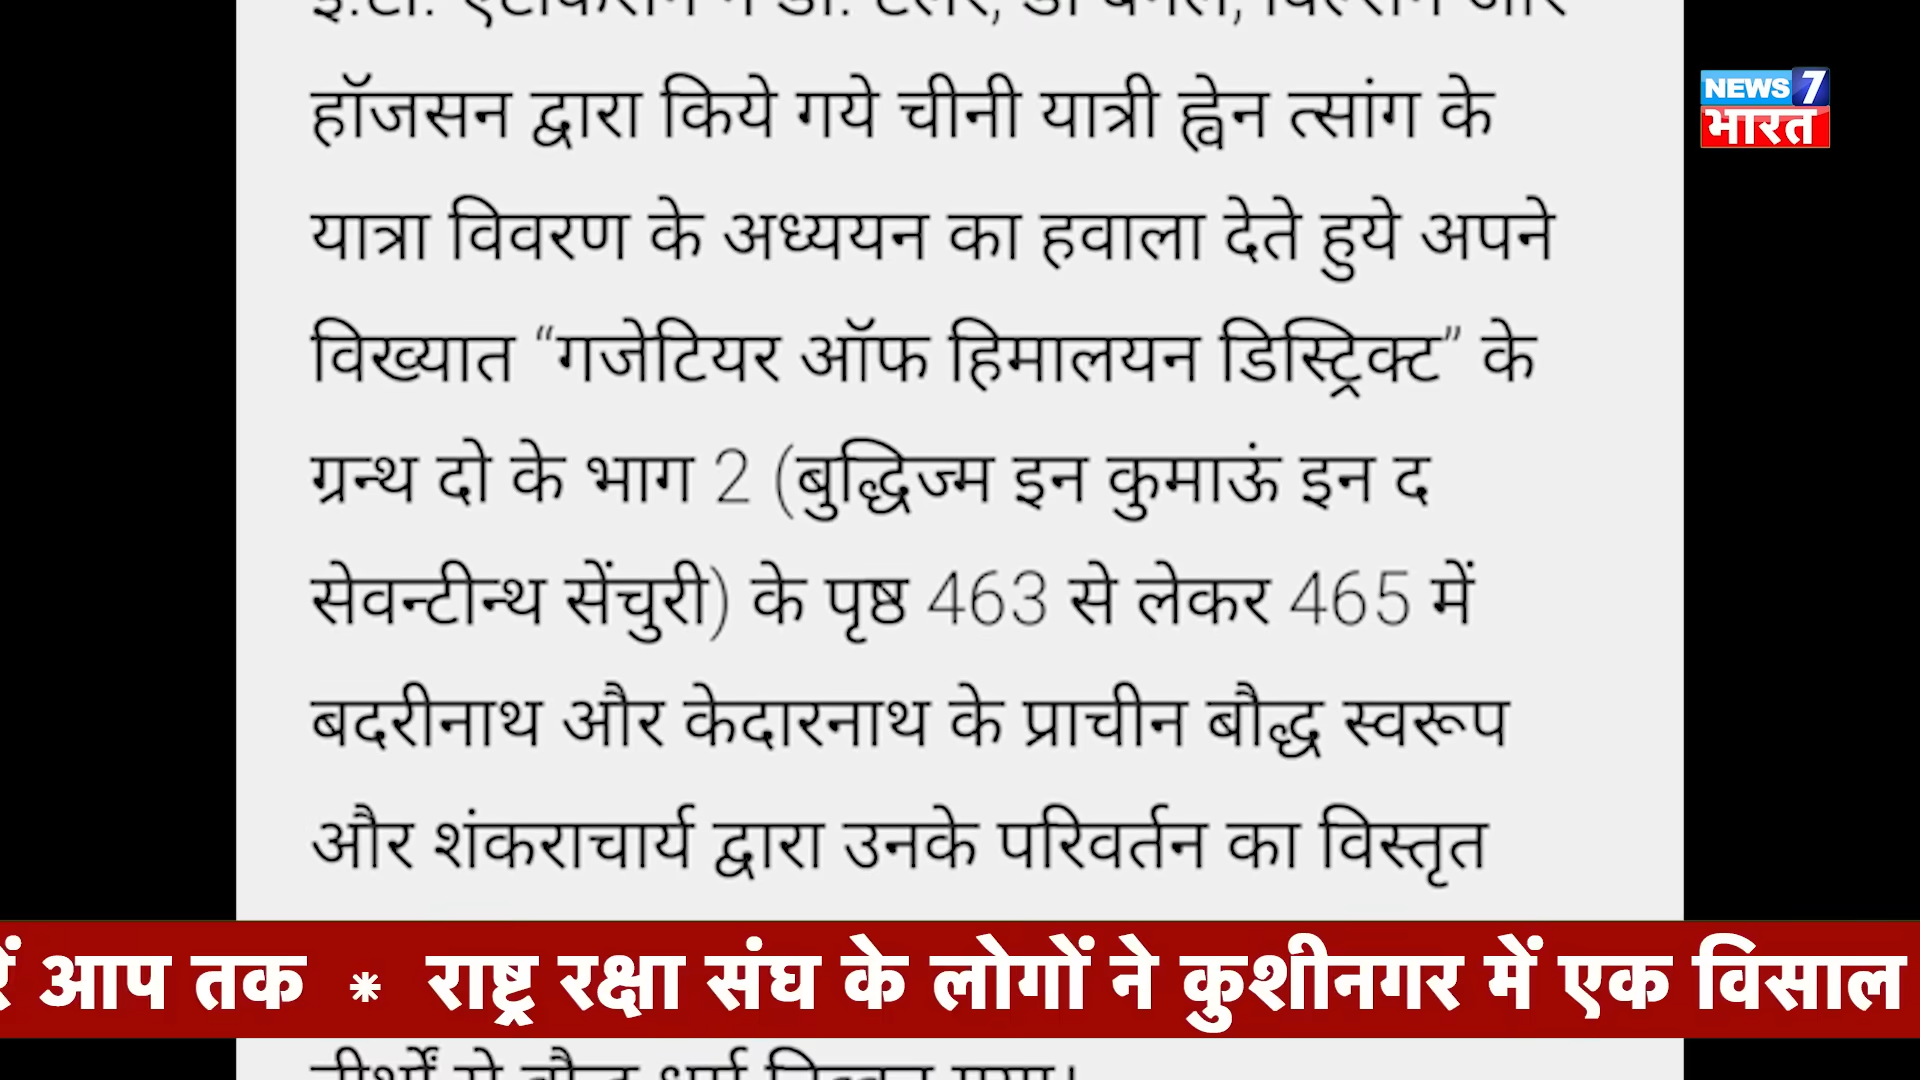 हॉजसन द्वारा किये गये चीनी यात्री ह्वेन त्सांग के
यात्रा विवरण के अध्ययन का हवाला देते हुये अपने
विख्यात “गजेटियर ऑफ हिमालयन डिस्ट्रिक्ट” के
ग्रन्थ दो के भाग 2 (बुद्धिज्म इन कुमाऊं इन द
सेवन्टीन्थ सेंचुरी) के पृष्ठ 463 से लेकर 465 में
बदरीनाथ और केदारनाथ के प्राचीन बौद्ध स्वरूप
और शंकराचार्य द्वारा उनके परिवर्तन का विस्तृत
NEWS 7
भारत
आप तक * राष्ट्र रक्षा संघ के लोगों ने कुशीनगर में एक विसाल